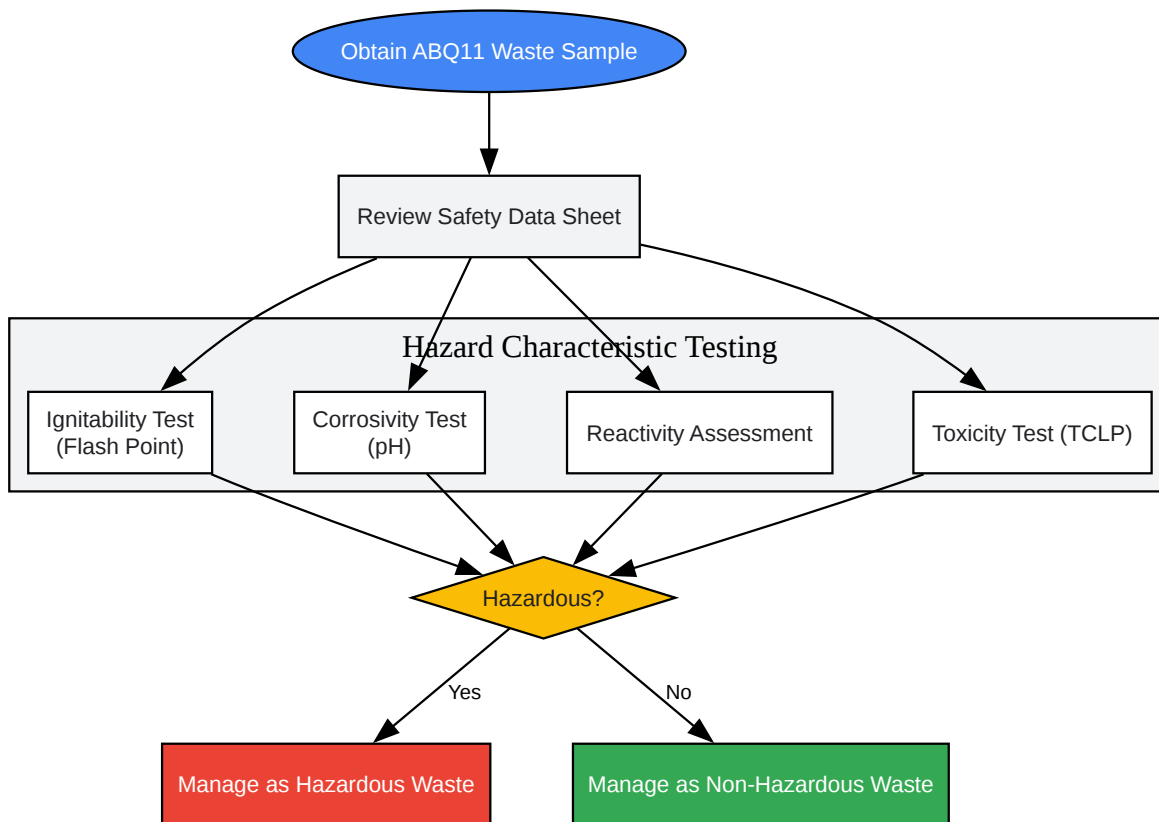 Obtain ABQ11 Waste Sample
Review Safety Data Sheet
Hazard Characteristic Testing
Ignitability Test
(Flash Point)
Corrosivity Test
(pH)
Reactivity Assessment
Toxicity Test (TCLP)
Hazardous?
Yes
No
Manage as Hazardous Waste
Manage as Non-Hazardous Waste